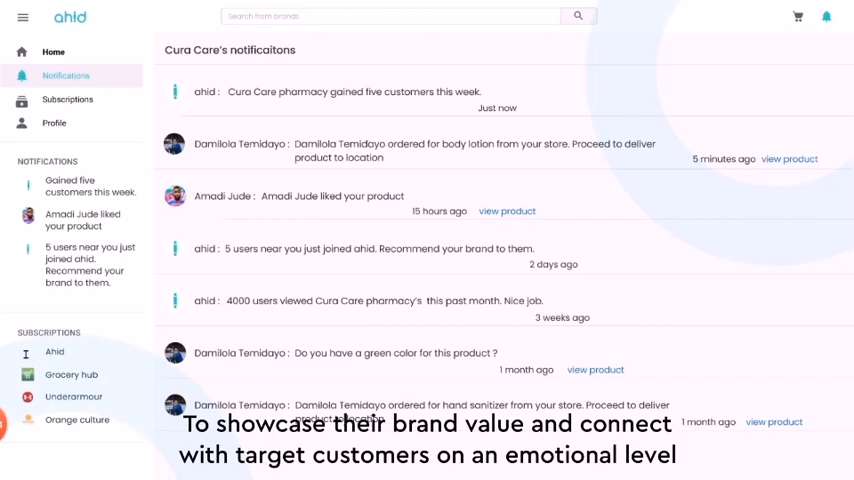 ahid
Search from brands
Home
Notifications
Subscriptions
Profile
NOTIFICATIONS
Gained five
customers this week.
Amadi Jude liked
your product
5 users near you just
joined ahid.
Recommend your
brand to them.
SUBSCRIPTIONS
Ahid
Grocery hub
Underarmour
Open culture
Cura Care's notificaitons
ahid : Cura Care pharmacy gained five customers this week.
Just now
Damilola Temidayo : Damilola Temidayo ordered for body lotion from your store. Proceed to deliver
product to location
5 minutes ago view product
Amadi Jude : Amadi Jude liked your product
15 hours ago view product
ahid : 5 users near you just joined ahid. Recommend your brand to them.
2 days ago
ahid : 4000 users viewed Cura Care pharmacy's this past month. Nice job.
3 weeks ago
Damilola Temidayo : Do you have a green color for this product ?
1 month ago view product
Damilola Temidayo : Damilola Temidayo ordered for hand sanitizer from your store. Proceed to deliver
product to location
1 month ago view product
To showcase their brand value and connect
with target customers on an emotional level